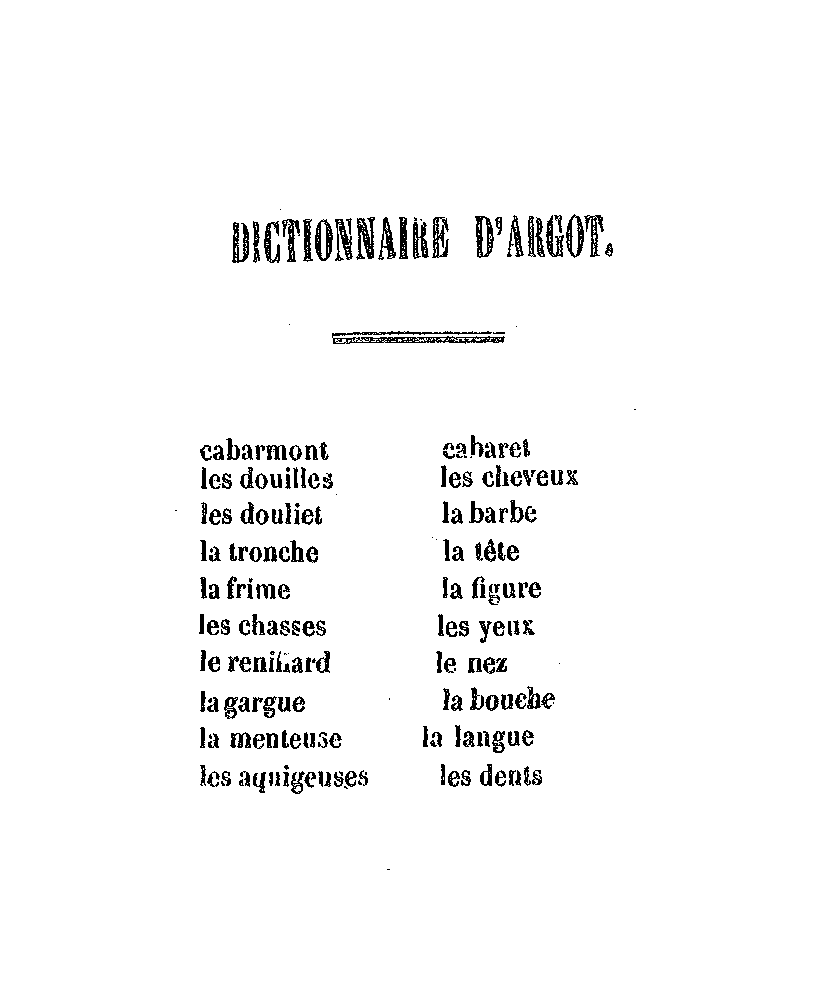 DICTIONNAIRE D'ARGOT.
cabarmont cabaret
les douilles les cheveux
les douliet la barbe
la tronche la tête
la frime la figure
les chasses les yeux
le renillard le nez
la gargue la bouche
la menteuse la langue
les aquigeuses les dents